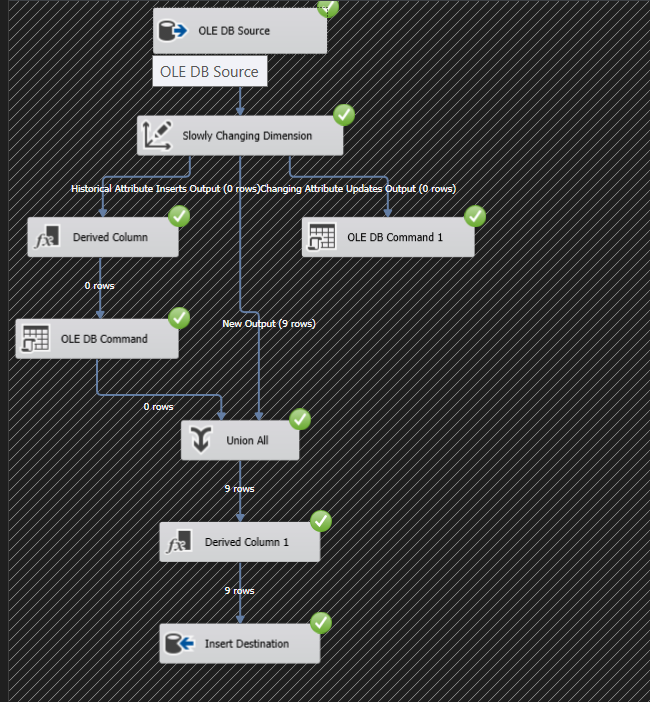 OLE DB Source
OLE DB Source
Slowly Changing Dimension
Historical Attribute Inserts Output (0 rows)
Changing Attribute Updates Output (0 rows)
Derived Column
OLE DB Command 1
0 rows
New Output (9 rows)
OLE DB Command
0 rows
Union All
9 rows
Derived Column 1
9 rows
Insert Destination